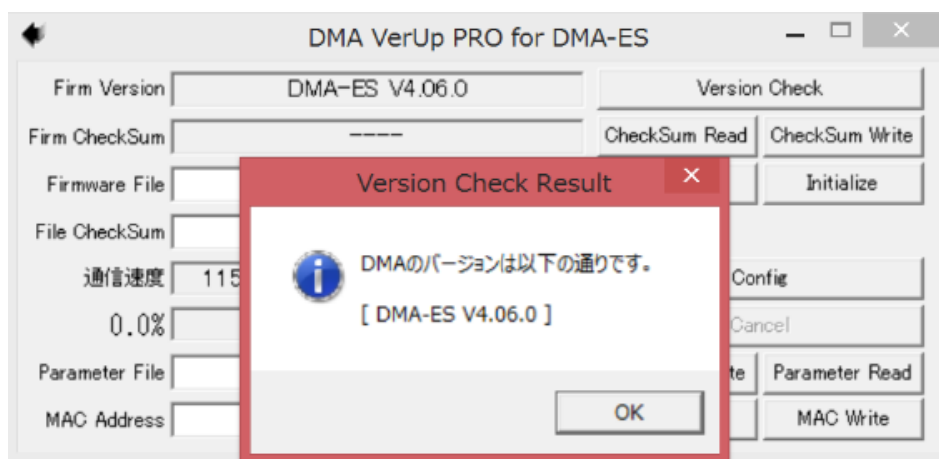 DMA VerUp PRO for DMA-ES
Firm Version DMA-ES V4.06.0 Version Check
Firm CheckSum ---- CheckSum Read CheckSum Write
Firmware File Initialize
Version Check Result
File CheckSum
DMAのバージョンは以下の通りです。
通信速度 115 Config
[ DMA-ES V4.06.0 ]
0.0% Cancel
Parameter File Parameter Read
OK
MAC Address MAC Write